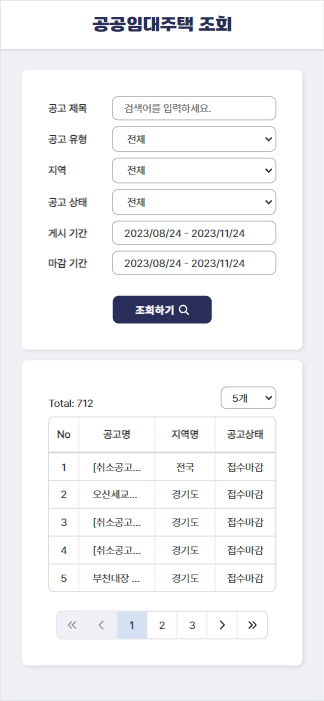 공공임대주택 조회
공고 제목 검색어를 입력하세요.
공고 유형 전체
지역 전체
공고 상태 전체
게시 기간 2023/08/24 - 2023/11/24
마감 기간 2023/08/24 - 2023/11/24
조회하기
Total: 712 5개
No 공고명 지역명 공고상태
1 [취소공고... 전국 접수마감
2 오산세교... 경기도 접수마감
3 [취소공고... 경기도 접수마감
4 [취소공고... 경기도 접수마감
5 부천대장 ... 경기도 접수마감
« ‹ 1 2 3 › »